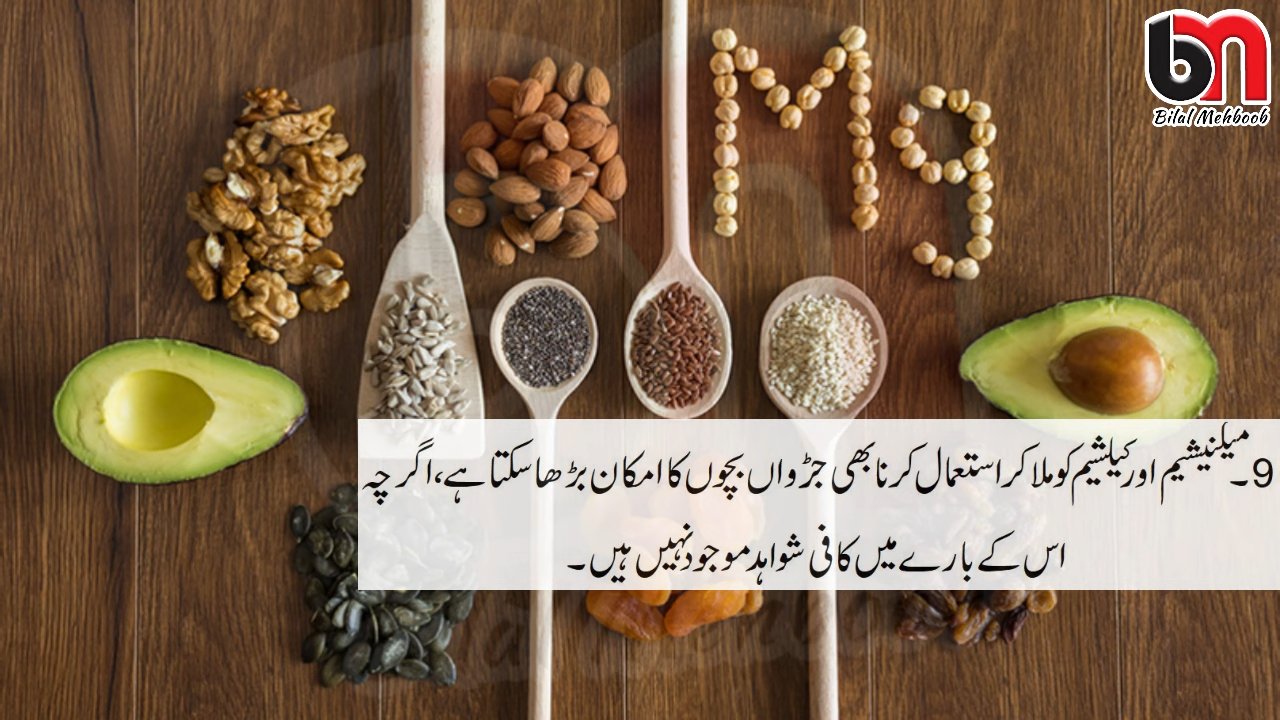 Mg
bm
Bilal Mehboob
9۔میگنیشیم اور کیلشیم کو ملا کر استعمال کرنا بھی جڑواں بچوں کا امکان بڑھا سکتا ہے، اگر چہ
اس کے بارے میں کافی شواہد موجود نہیں ہیں۔